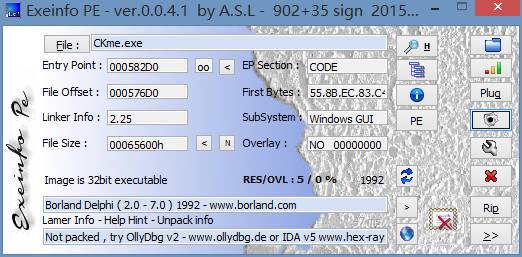 Exeinfo PE - ver.0.0.4.1 by A.S.L - 902+35 sign 2015...
File : CKme.exe H
Entry Point : 000582D0 oo < EP Section : CODE
File Offset : 000576D0 First Bytes : 55.8B.EC.83.C4 Plug
Linker Info : 2.25 SubSystem : Windows GUI PE
File Size : 00065600h < N Overlay : NO 00000000
Image is 32bit executable RES/OVL : 5 / 0 % 1992
Borland Delphi ( 2.0 - 7.0 ) 1992 - www.borland.com > Rip
Lamer Info - Help Hint - Unpack info
Not packed , try OllyDbg v2 - www.ollydbg.de or IDA v5 www.hex-ray >>
Exeinfo Pe